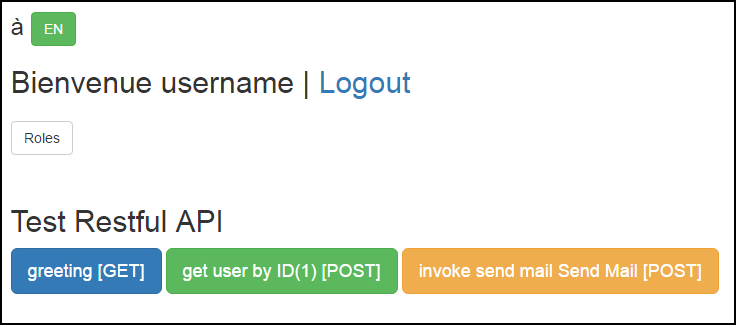 à EN
Bienvenue username | Logout
Roles
Test Restful API
greeting [GET] get user by ID(1) [POST] invoke send mail Send Mail [POST]